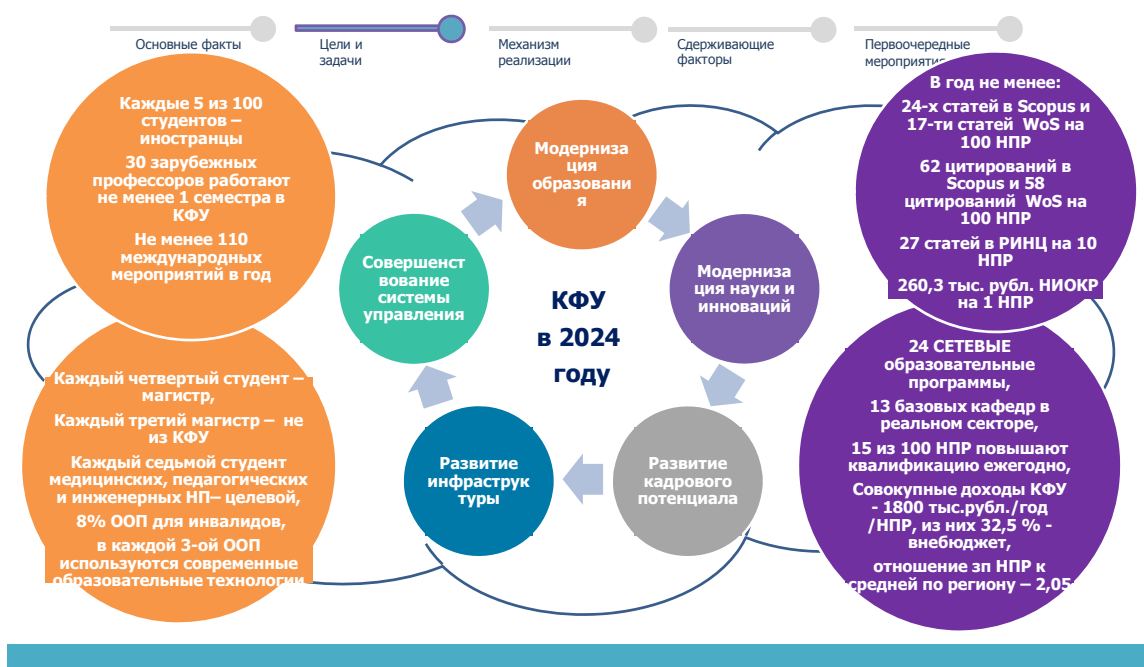 Основные факты
Цели и
задачи
Механизм
реализации
Сдерживающие
факторы
Первоочередные
мероприятия
Каждые 5 из 100
студентов –
иностранцы
30 зарубежных
профессоров работают
не менее 1 семестра в
КФУ
Не менее 110
международных
мероприятий в год
Каждый четвертый студент –
магистр,
Каждый третий магистр – не
из КФУ
Каждый седьмой студент
медицинских, педагогических
и инженерных НП– целевой,
8% ООП для инвалидов,
в каждой 3-ой ООП
используются современные
образовательные технологии
Модерниза
ция
образовани
я
Модерниза
ция науки и
инноваций
Развитие
кадрового
потенциала
Развитие
инфраструк
туры
Совершенст
вование
системы
управления
КФУ
в 2024
году
В год не менее:
24-х статей в Scopus и
17-ти статей WoS на
100 НПР
62 цитирований в
Scopus и 58
цитирований WoS на
100 НПР
27 статей в РИНЦ на 10
НПР
260,3 тыс. рубл. НИОКР
на 1 НПР
24 СЕТЕВЫЕ
образовательные
программы,
13 базовых кафедр в
реальном секторе,
15 из 100 НПР повышают
квалификацию ежегодно,
Совокупные доходы КФУ
- 1800 тыс.рубл./год
/НПР, из них 32,5 % -
внебюджет,
отношение зп НПР к
средней по региону – 2,05